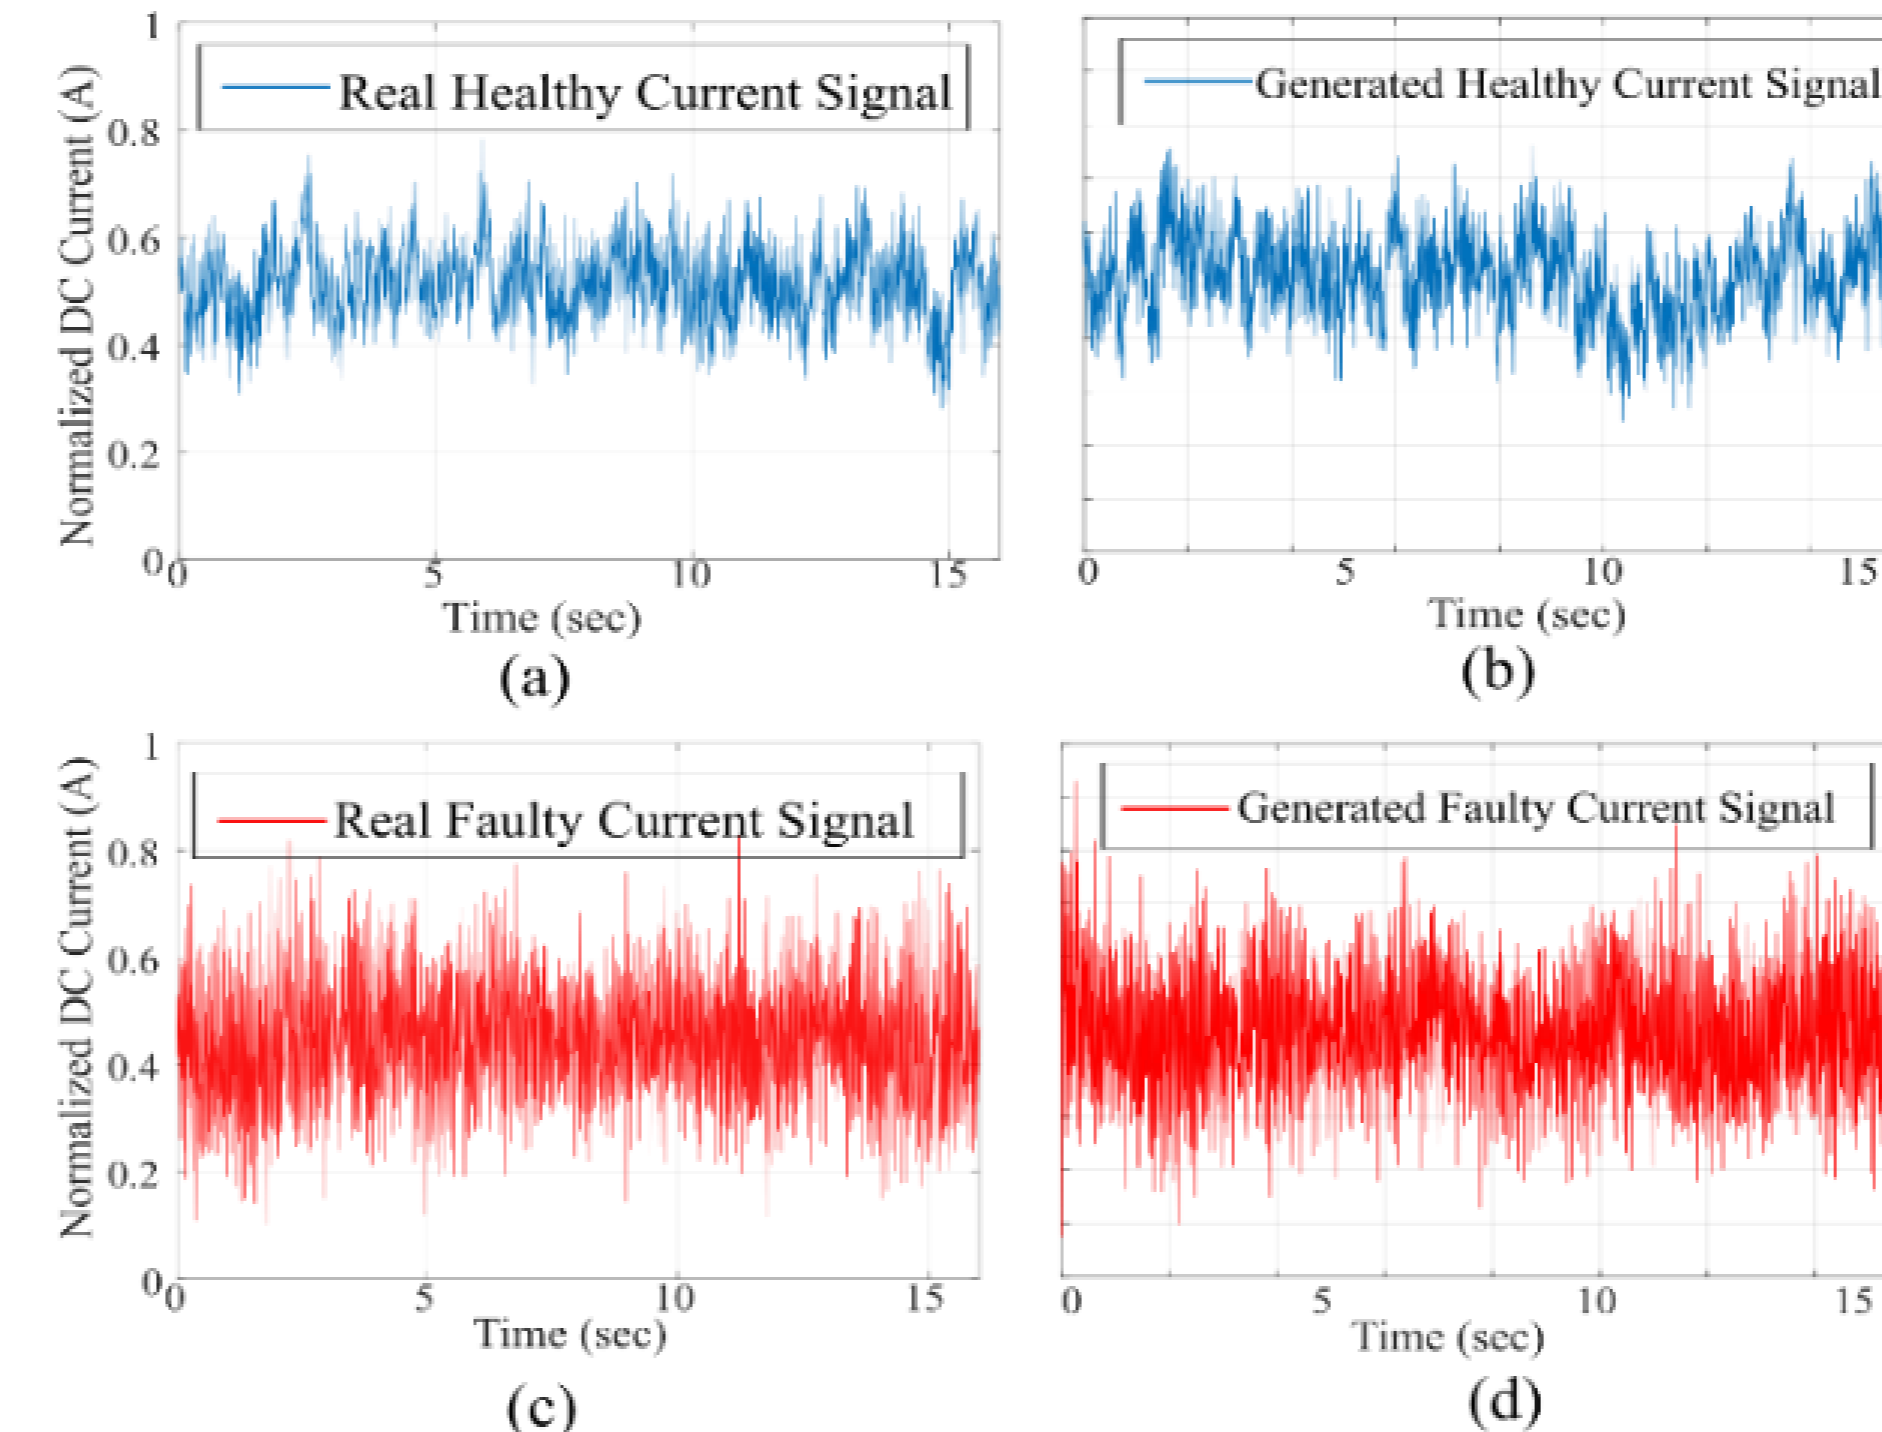 1
Real Healthy Current Signal
0.8
0.6
0.4
0.2
0
Normalized DC Current (A)
0 5 10 15
Time (sec)
(a)
Generated Healthy Current Signal
0 5 10 15
Time (sec)
(b)
1
Real Faulty Current Signal
0.8
0.6
0.4
0.2
0
Normalized DC Current (A)
0 5 10 15
Time (sec)
(c)
Generated Faulty Current Signal
0 5 10 15
Time (sec)
(d)